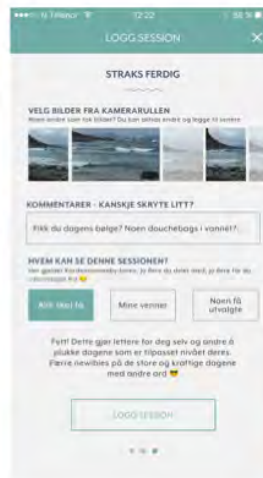 N Telenor
12:22
LOGG SESSION
STRAKS FERDIG
VELG BILDER FRA KAMERARULLEN
KOMMENTARER - KANSKJE SKRYTE LITT?
Fikk du dagens bølge? Noen douchebags i vannet?..
HVEM KAN SE DENNE SESSIONEN?
Mine venner
Noen få
utvalgte
Fett! Dette gjør lettere for deg selv og andre å
plukke dagene som er tilpasset nivået deres.
Færre newbies på de store og kraftige dagene
med andre ord
LOGG SESSION